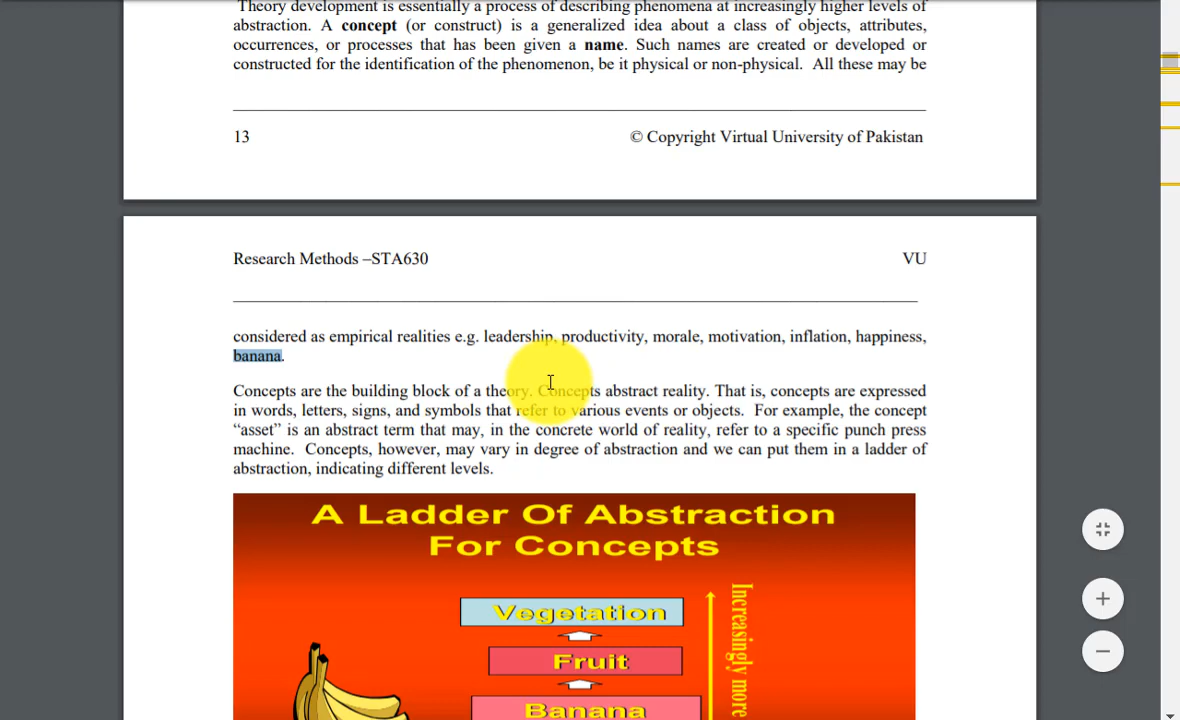 Theory development is essentially a process of describing phenomena at increasingly higher levels of
abstraction. A concept (or construct) is a generalized idea about a class of objects, attributes,
occurrences, or processes that has been given a name. Such names are created or developed or
constructed for the identification of the phenomenon, be it physical or non-physical. All these may be
13
© Copyright Virtual University of Pakistan
Research Methods –STA630
VU
considered as empirical realities e.g. leadership, productivity, morale, motivation, inflation, happiness,
banana.
Concepts are the building block of a theory. Concepts abstract reality. That is, concepts are expressed
in words, letters, signs, and symbols that refer to various events or objects. For example, the concept
“asset” is an abstract term that may, in the concrete world of reality, refer to a specific punch press
machine. Concepts, however, may vary in degree of abstraction and we can put them in a ladder of
abstraction, indicating different levels.
A Ladder Of Abstraction
For Concepts
Vegetation
Fruit
Banana
Increasingly more